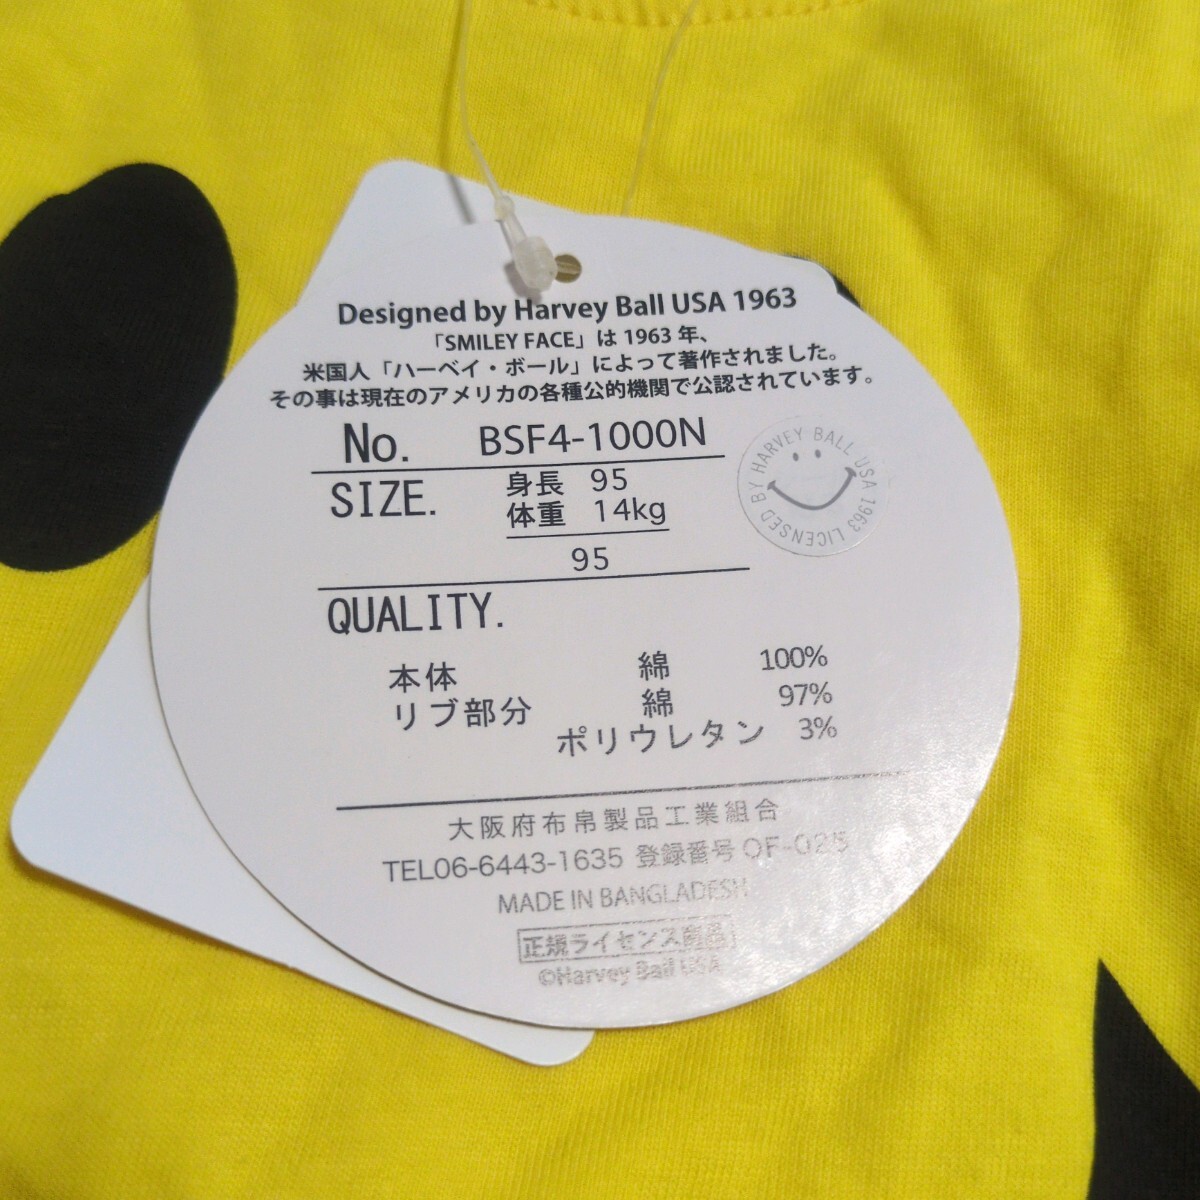 Designed by Harvey Ball USA 1963
「SMILEY FACE」は 1963 年、
米国人「ハーベイ・ボール」によって著作されました。
その事は現在のアメリカの各種公的機関で公認されています。
No. BSF4-1000N
SIZE. 身長 95
体重 14kg
95
LICENSED BY HARVEY BALL USA 1963
QUALITY.
本体 綿 100%
リブ部分 綿 97%
ポリウレタン 3%
大阪府布帛製品工業組合
TEL06-6443-1635 登録番号 OF-025
MADE IN BANGLADESH
正規ライセンス商品
©Harvey Ball USA